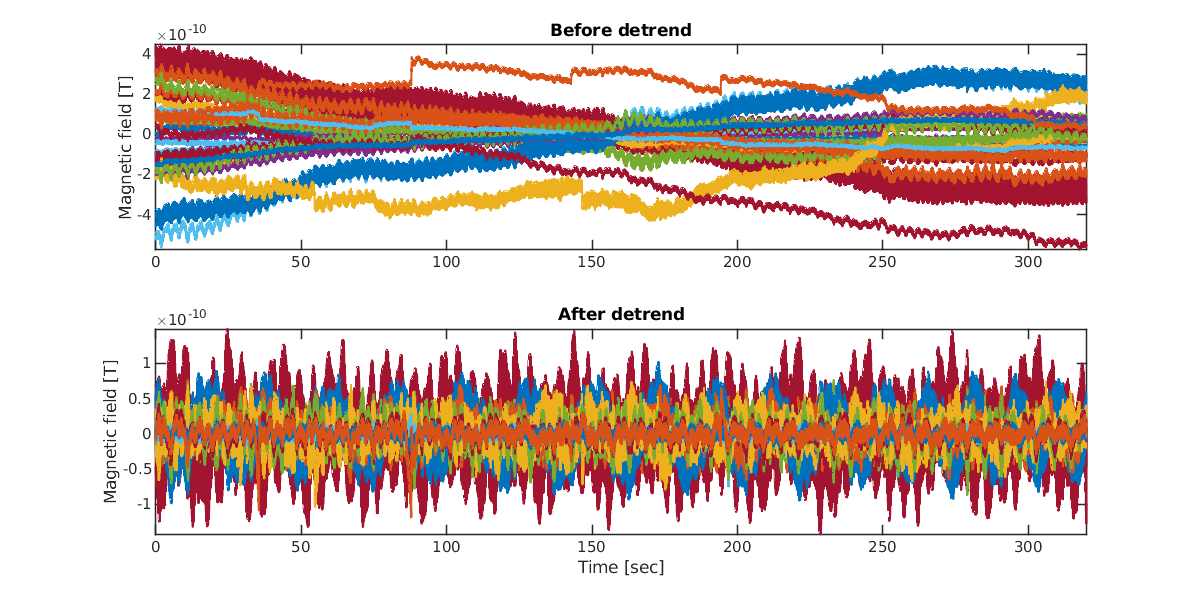 Before detrend
×10-10
Magnetic field [T]
4
2
0
-2
-4
0 50 100 150 200 250 300
After detrend
×10-10
Magnetic field [T]
1
0.5
0
-0.5
-1
0 50 100 150 200 250 300
Time [sec]